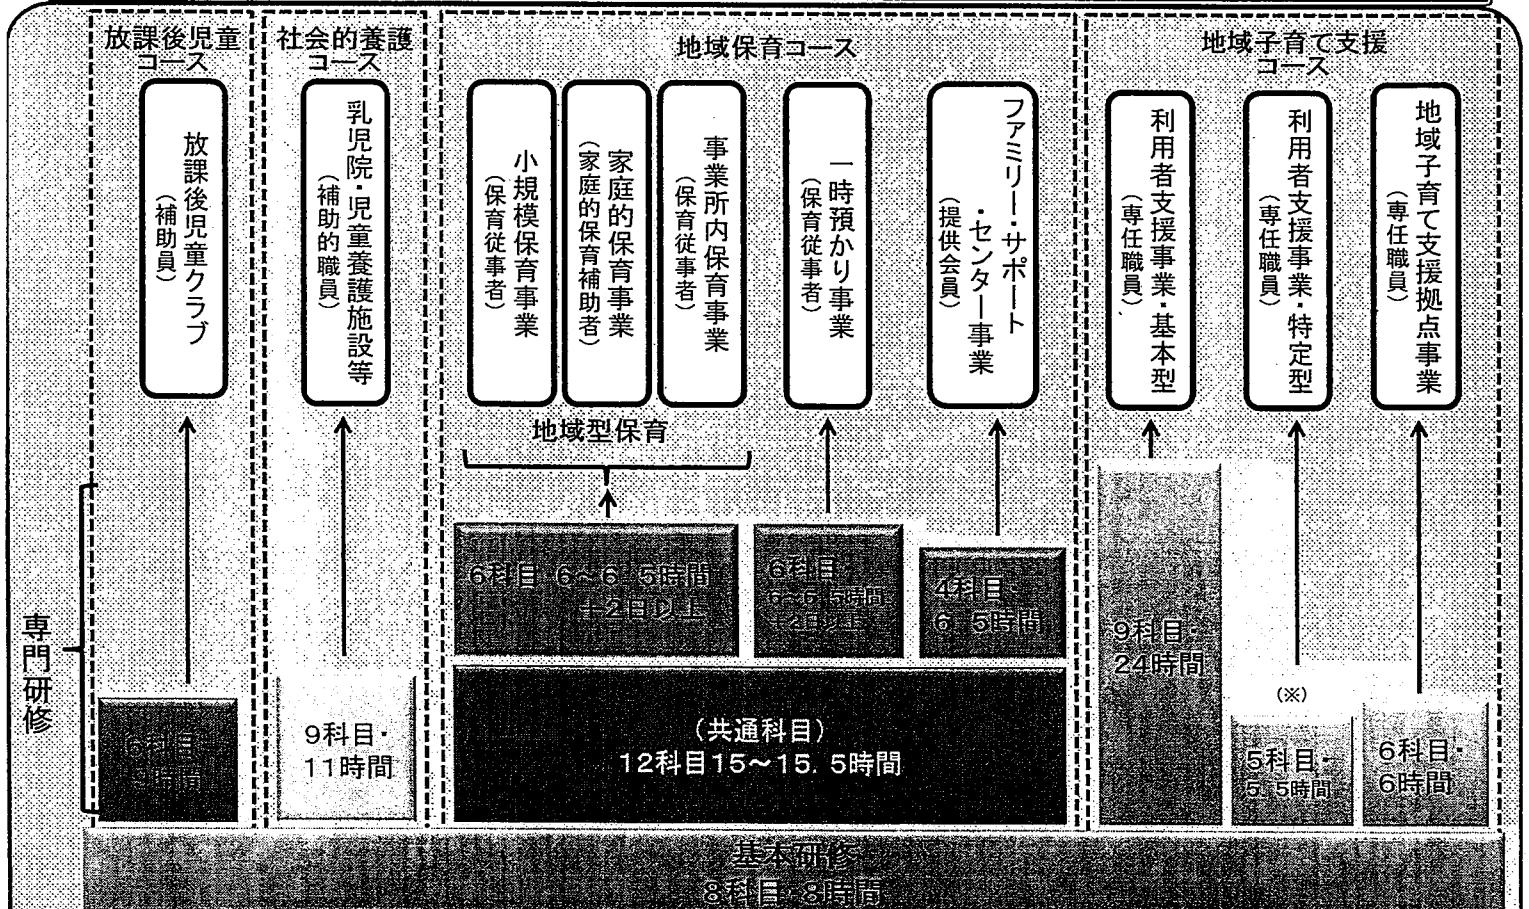 放課後児童
コース
社会的養護
コース
地域保育コース
地域子育て支援
コース
放課後児童クラブ
(補助員)
乳児院・児童養護施設等
(補助的職員)
小規模保育事業
(保育従事者)
家庭的保育事業
(家庭的保育補助者)
事業所内保育事業
(保育従事者)
一時預かり事業
(保育従事者)
ファミリー・サポート
・センター事業
(提供会員)
利用者支援事業・基本型
(専任職員)
利用者支援事業・特定型
(専任職員)
地域子育て支援拠点事業
(専任職員)
地域型保育
専門研修
6科目・
9科目・
11時間
6科目・6~6.5時間
+2日以上
6科目・
6~6.5時間
+2日以上
4科目・
6.5時間
(共通科目)
12科目15~15.5時間
9科目・
24時間
(※)
5科目・
5.5時間
6科目・
6時間
基本研修
8科目・8時間